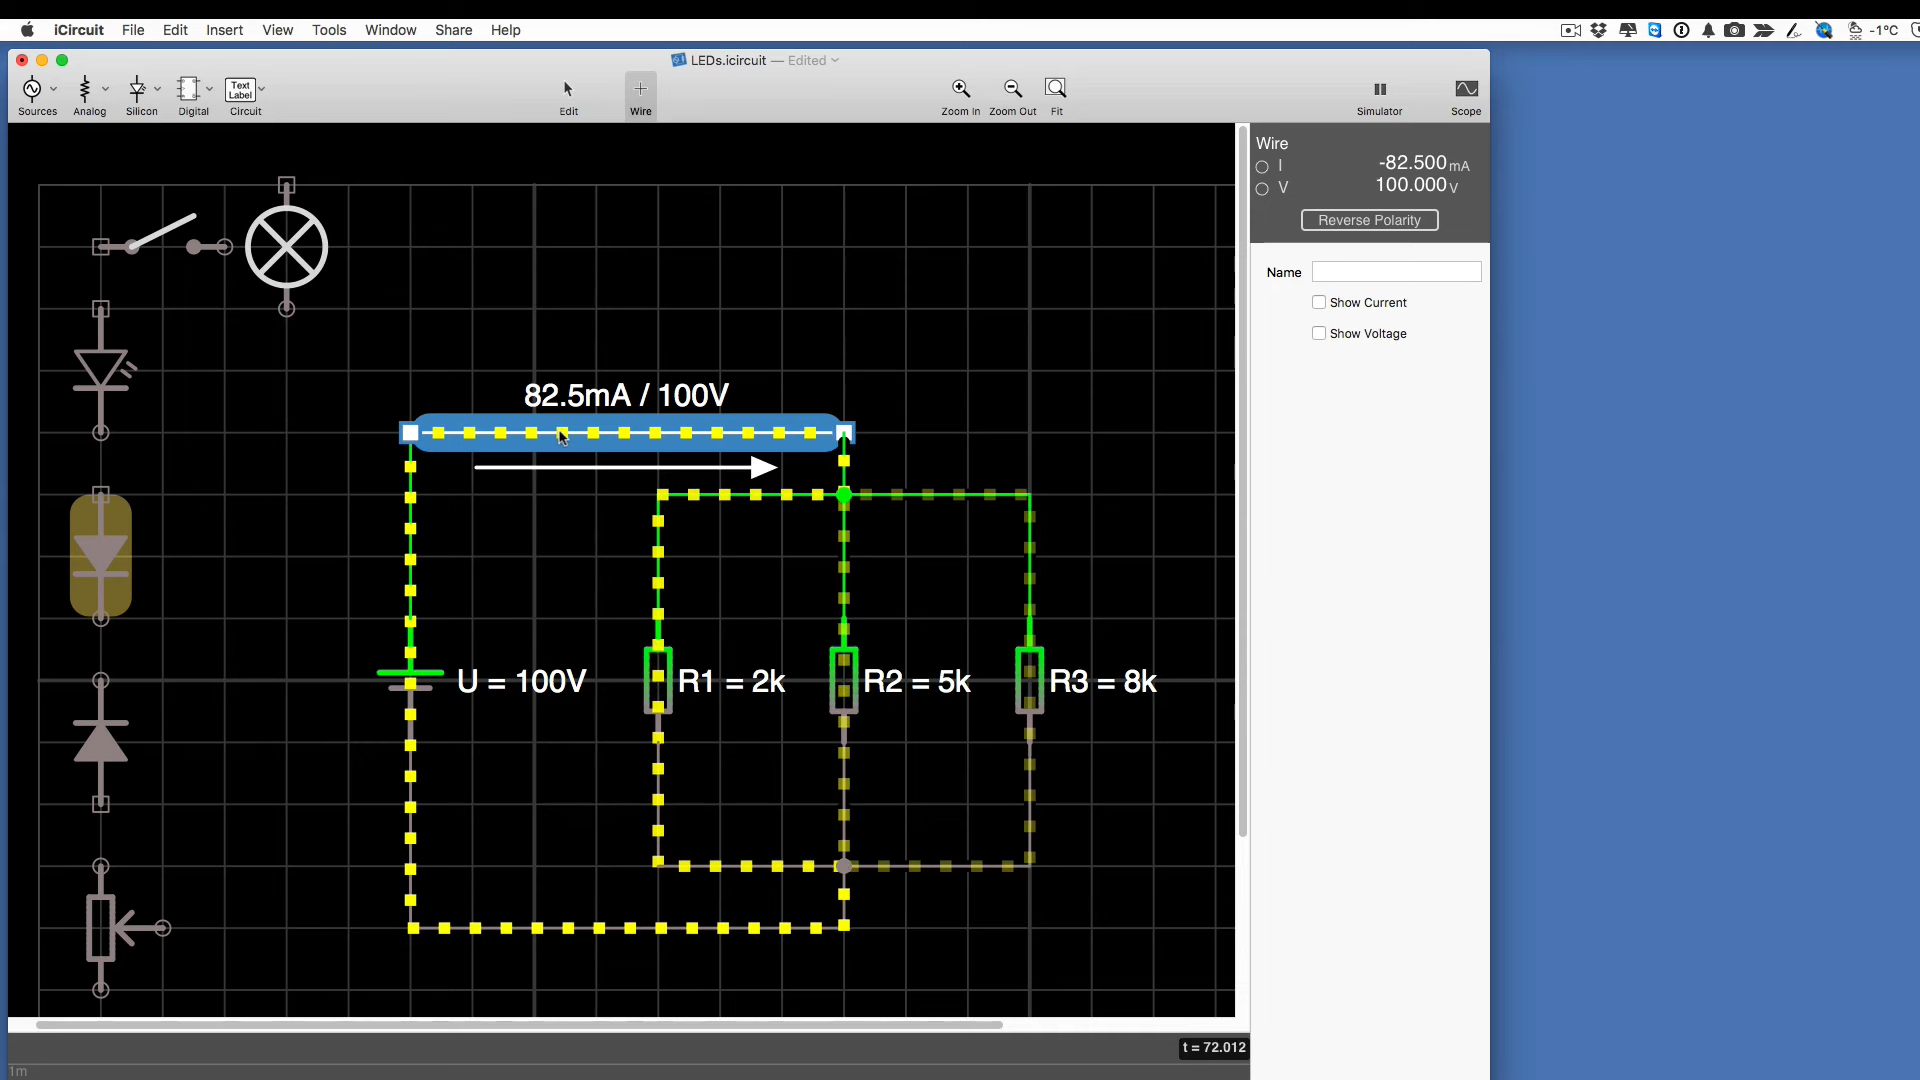 iCircuit File Edit Insert View Tools Window Share Help
-1°C
LEDs.icircuit — Edited
Text
Label
Sources Analog Silicon Digital Circuit Edit Wire Zoom In Zoom Out Fit Simulator Scope
Wire
I -82.500 mA
V 100.000 V
Reverse Polarity
Name
Show Current
Show Voltage
82.5mA / 100V
U = 100V R1 = 2k R2 = 5k R3 = 8k
t = 72.012
1m